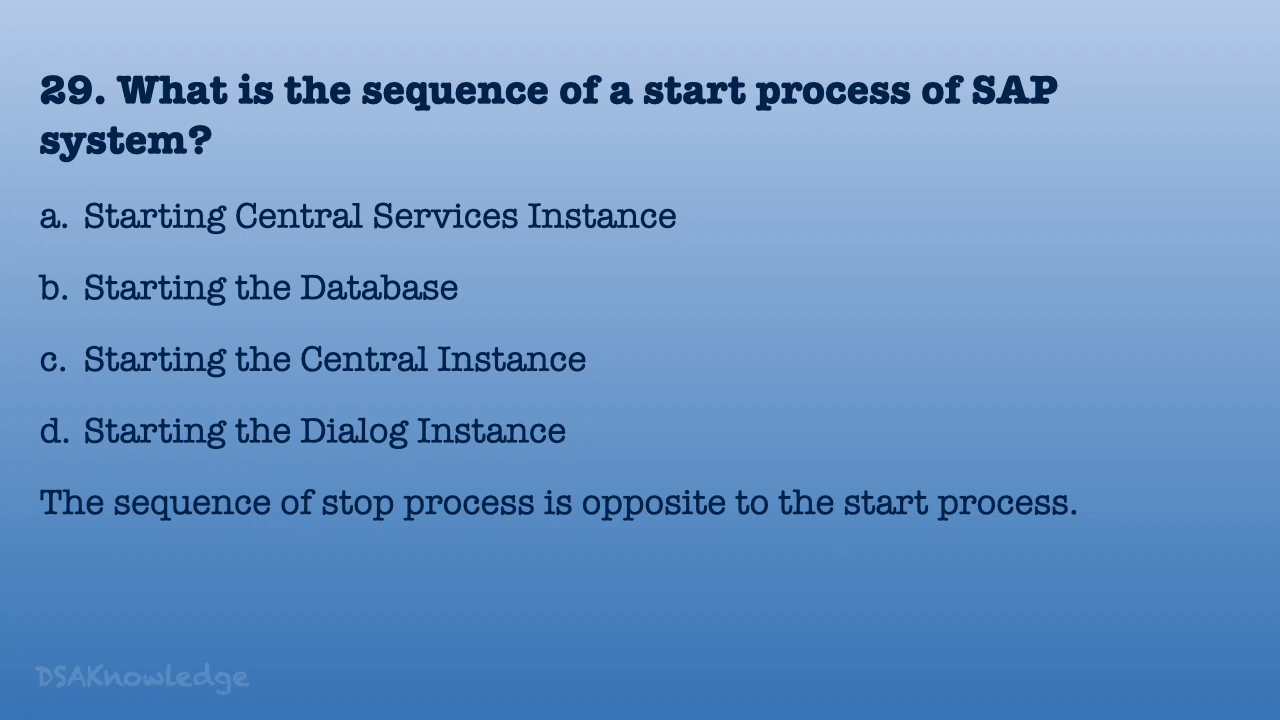 29. What is the sequence of a start process of SAP
system?
a. Starting Central Services Instance
b. Starting the Database
c. Starting the Central Instance
d. Starting the Dialog Instance
The sequence of stop process is opposite to the start process.
DSAKnowledge